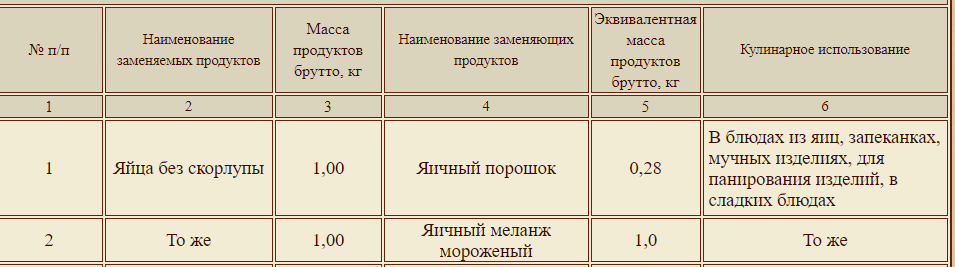 № п/п
Наименование
заменяемых продуктов
Масса
продуктов
брутто, кг
Наименование заменяющих
продуктов
Эквивалентная
масса
продуктов
брутто, кг
Кулинарное использование
1
2
3
4
5
6
1
Яйца без скорлупы
1,00
Яичный порошок
0,28
В блюдах из яиц, запеканках,
мучных изделиях, для
панирования изделий, в
сладких блюдах
2
То же
1,00
Яичный меланж
мороженый
1,0
То же